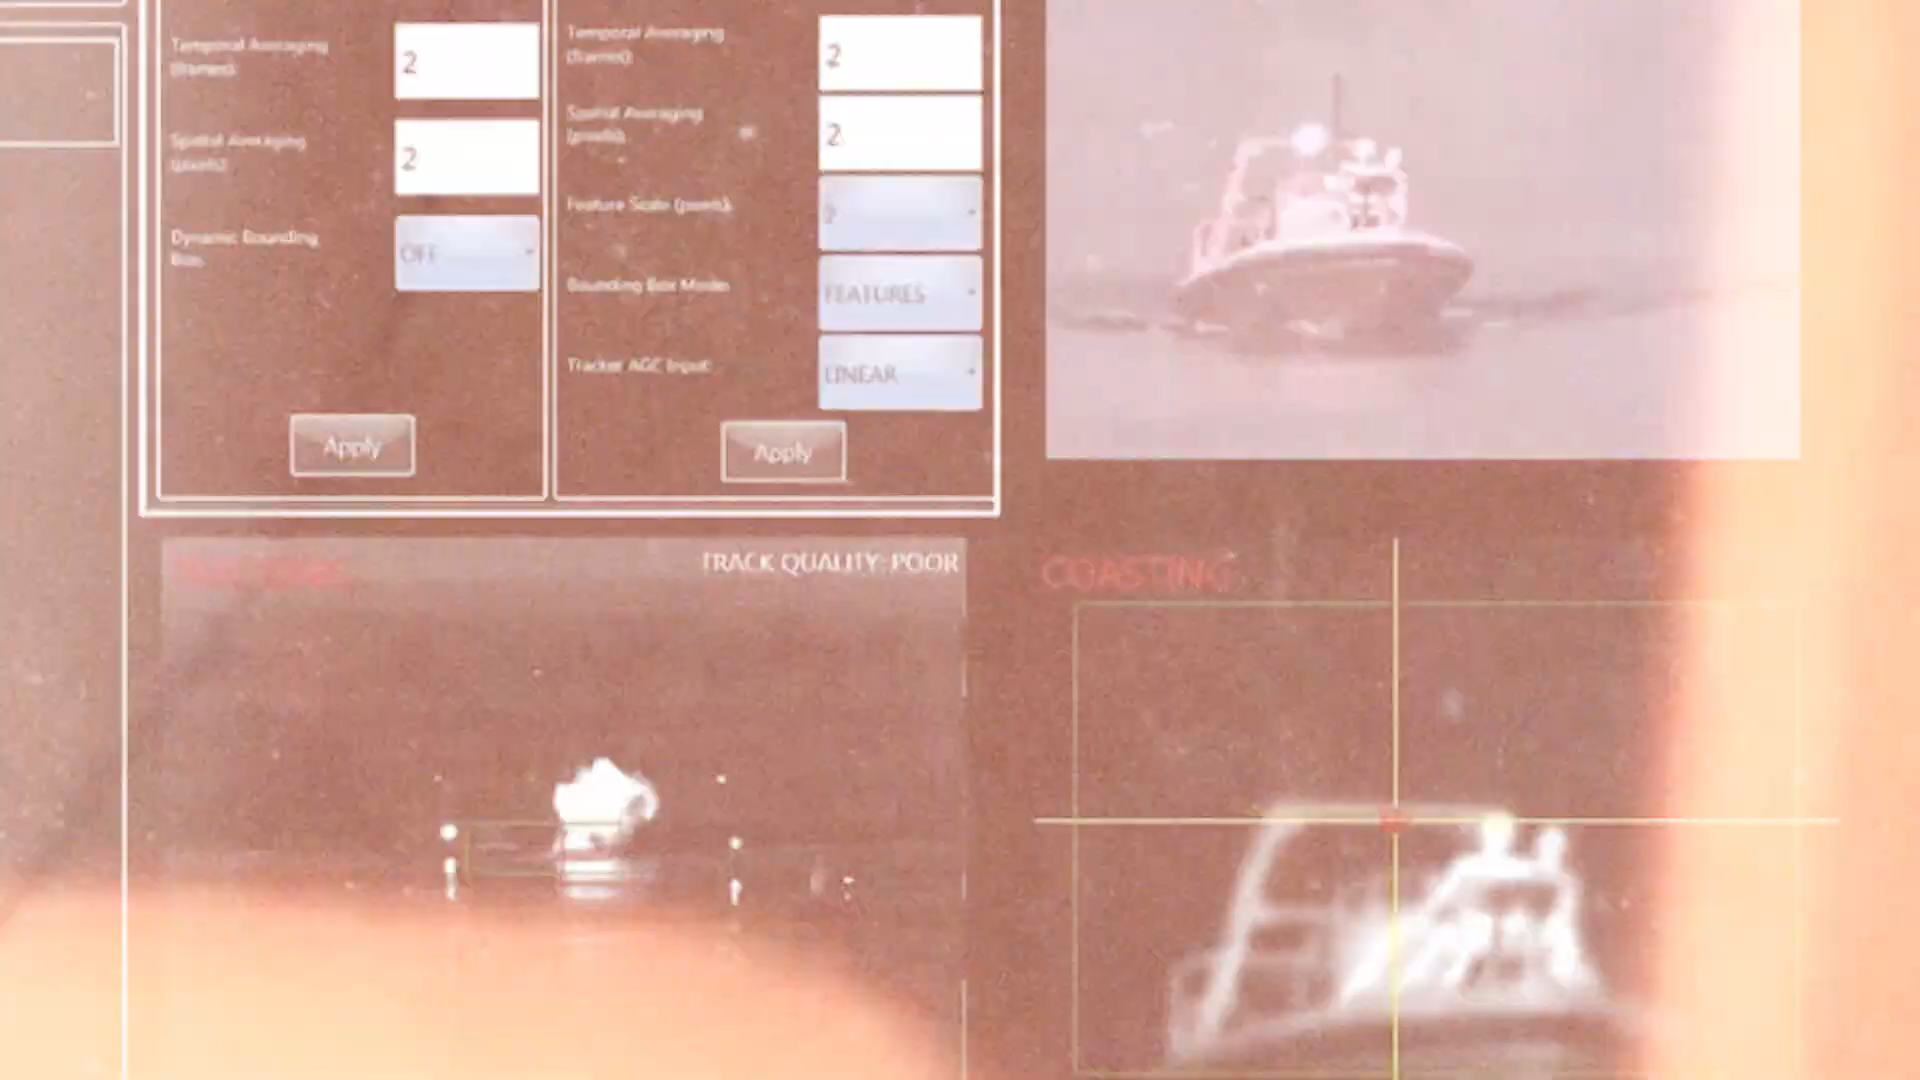 Temporal Averaging
(frames):
2
Spatial Averaging
(pixels):
2
Dynamic Bounding
Box:
OFF
Apply
Temporal Averaging
(frames):
2
Spatial Averaging
(pixels):
2
Feature Scale (pixels):
2
Bounding Box Mode:
FEATURES
Tracker AGC Input:
LINEAR
Apply
TRACK QUALITY: POOR
COASTING